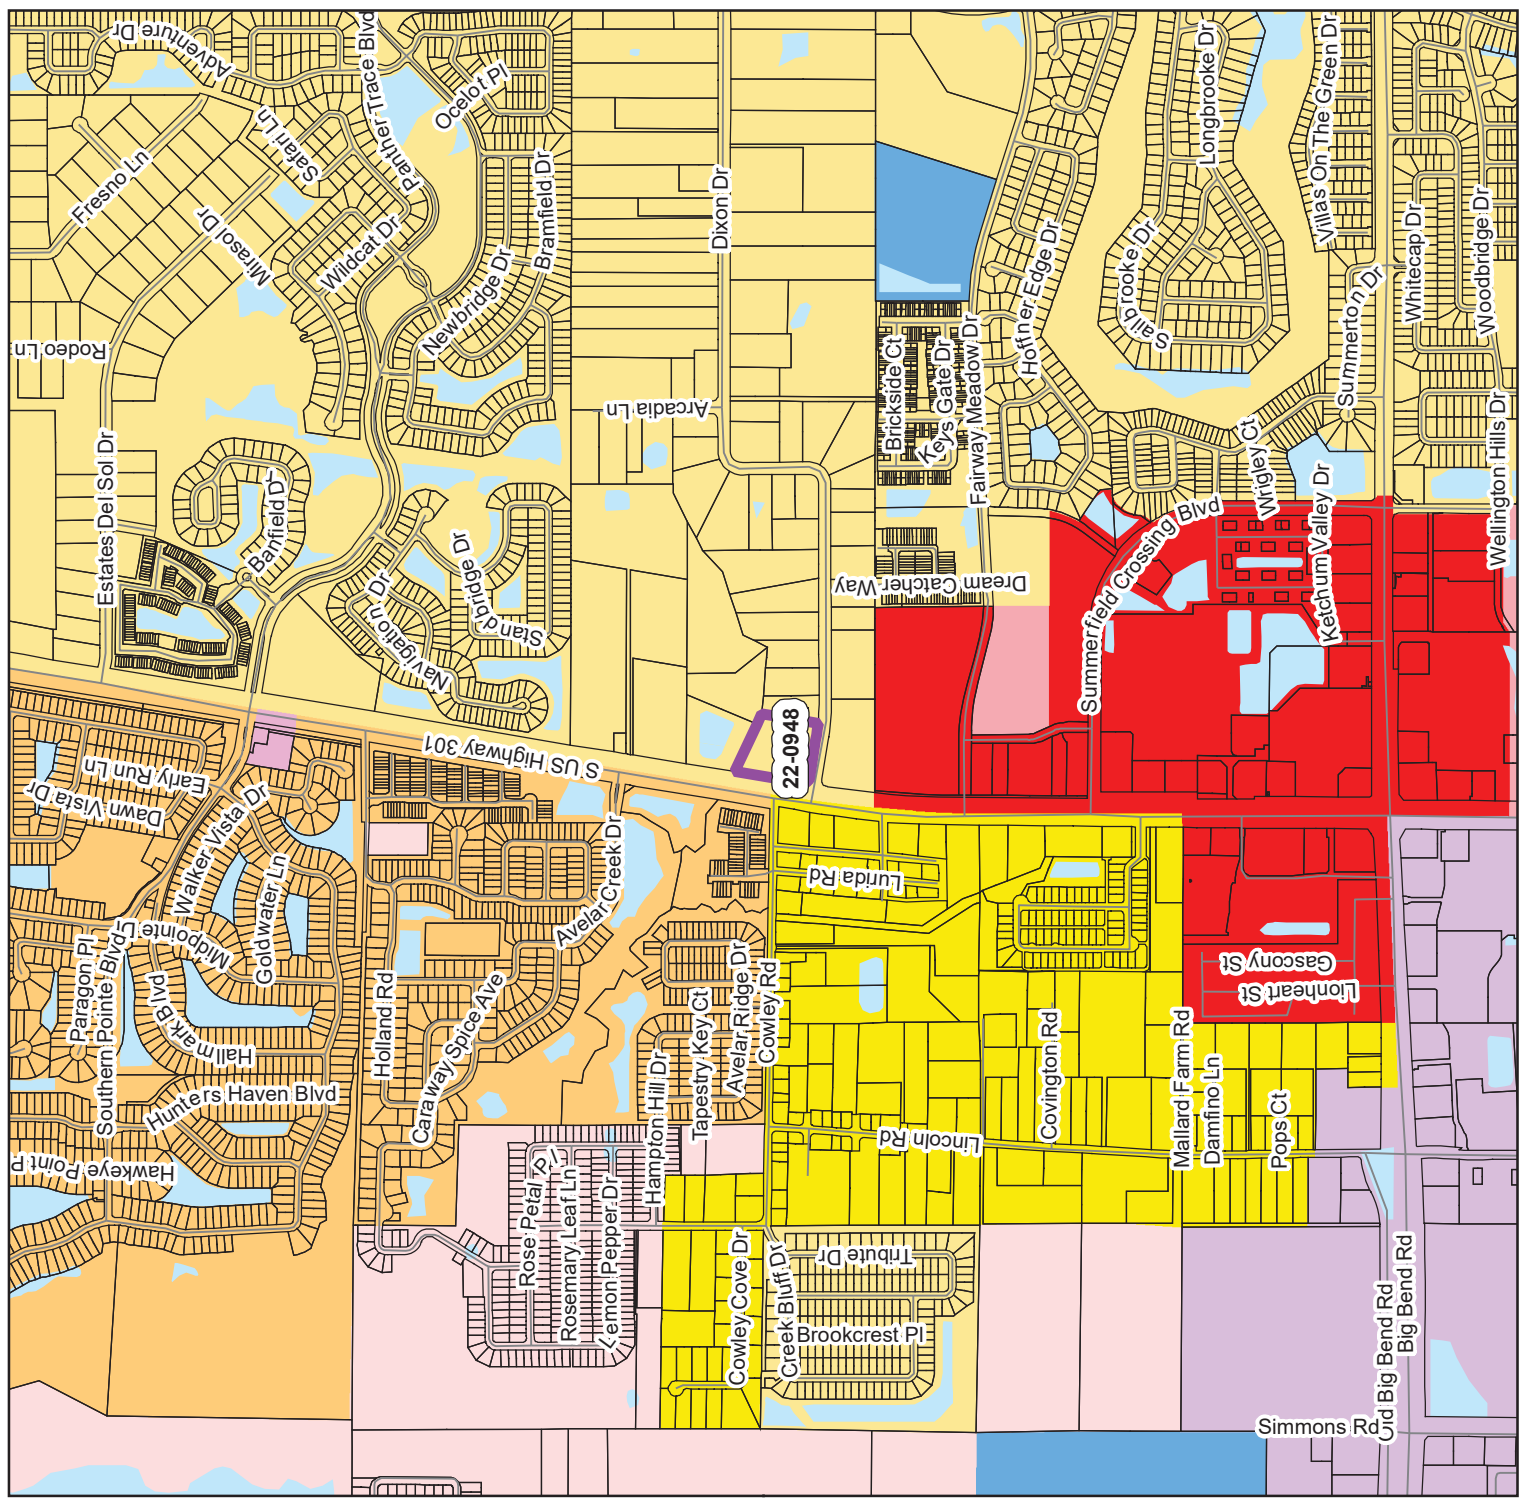 Adventure Dr
Panther Trace Blvd
Ocelot Pl
Safari Ln
Fresno Ln
Mirasol Dr
Wildcat Dr
Bramfield Dr
Newbridge Dr
Dixon Dr
Longbrooke Dr
Villas On The Green Dr
Hoffner Edge Dr
Sailbrooke Dr
Summerton Dr
Whitecap Dr
Woodbridge Dr
Rodeo Ln
Arcadia Ln
Brickside Ct
Keys Gate Dr
Fairway Meadow Dr
Estates Del Sol Dr
Banfield Dr
Wrigley Ct
Wellington Hills Dr
Ketchum Valley Dr
Summerfield Crossing Blvd
Navigation Dr
Standbridge Dr
Dream Catcher Way
22-0948
S US Highway 301
Early Run Ln
Dawn Vista Dr
Walker Vista Dr
Goldwater Ln
Avelar Creek Dr
Lurida Rd
Midpointe Ln
Paragon Pl
Southern Pointe Blvd
Hallmark Blvd
Holland Rd
Caraway Spice Ave
Avelar Ridge Dr
Tapestry Key Ct
Cowley Rd
Gascony St
Lionheart St
Hunters Haven Blvd
Hawkeye Point P
Hampton Hill Dr
Covington Rd
Mallard Farm Rd
Damfino Ln
Pops Ct
Lincoln Rd
Rose Petal Pl
Rosemary Leaf Ln
Lemon Pepper Dr
Cowley Cove Dr
Creek Bluff Dr
Tribute Dr
Brookcrest Pl
Old Big Bend Rd
Big Bend Rd
Simmons Rd